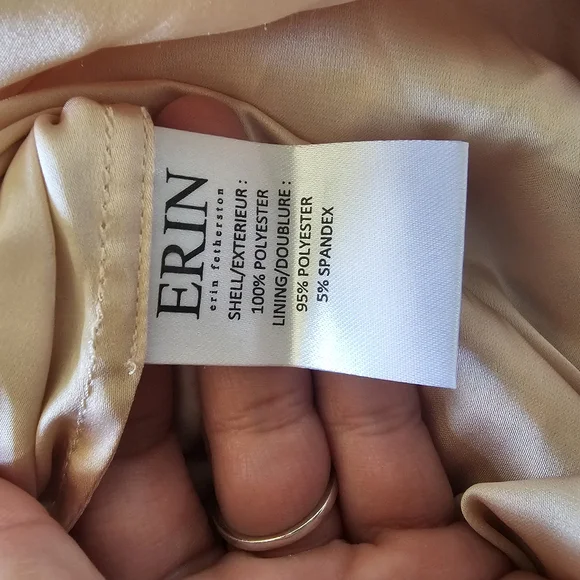 ERIN
erin fetherston
SHELL/EXTERIEUR :
100% POLYESTER
LINING/DOUBLURE :
95% POLYESTER
5% SPANDEX